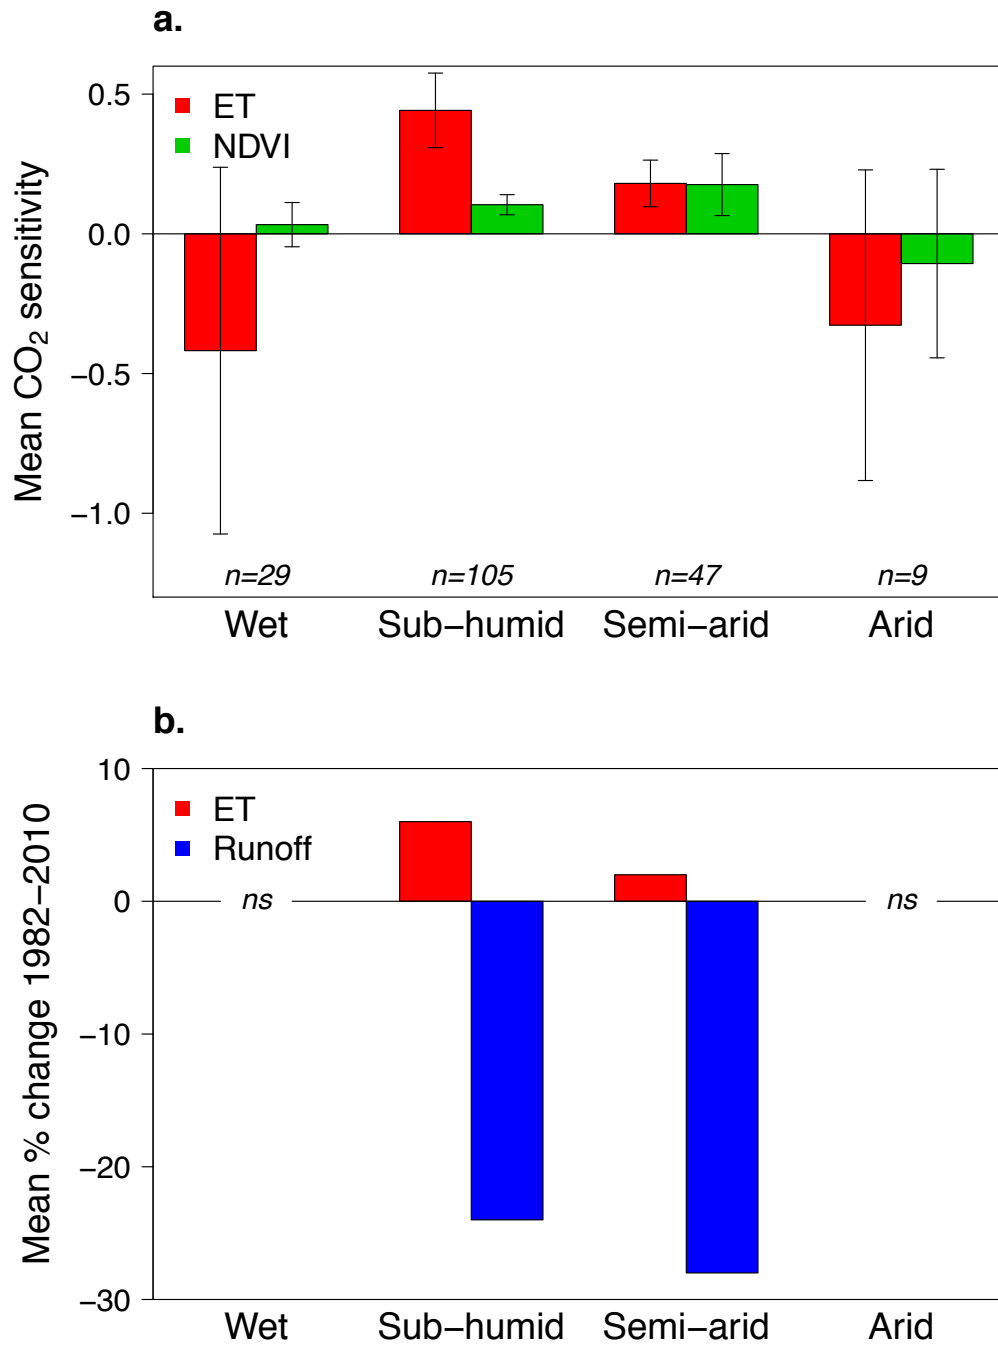 a.
ET
NDVI
0.5
0.0
−0.5
−1.0
Mean CO₂ sensitivity
n=29 n=105 n=47 n=9
Wet Sub−humid Semi−arid Arid
b.
ET
Runoff
10
0
−10
−20
−30
Mean % change 1982−2010
ns ns
Wet Sub−humid Semi−arid Arid